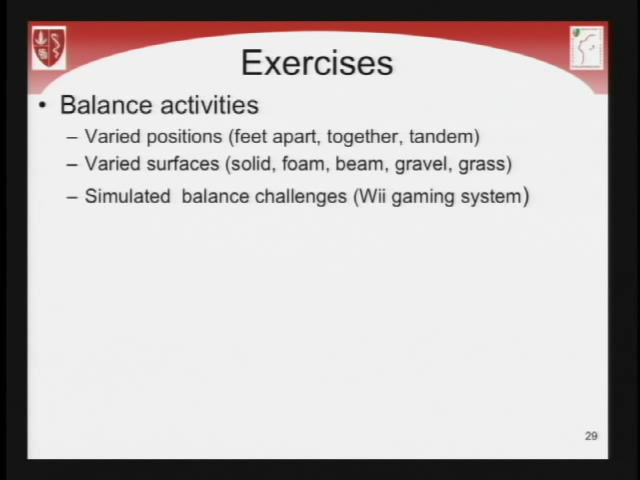 Exercises
• Balance activities
– Varied positions (feet apart, together, tandem)
– Varied surfaces (solid, foam, beam, gravel, grass)
– Simulated balance challenges (Wii gaming system)
29